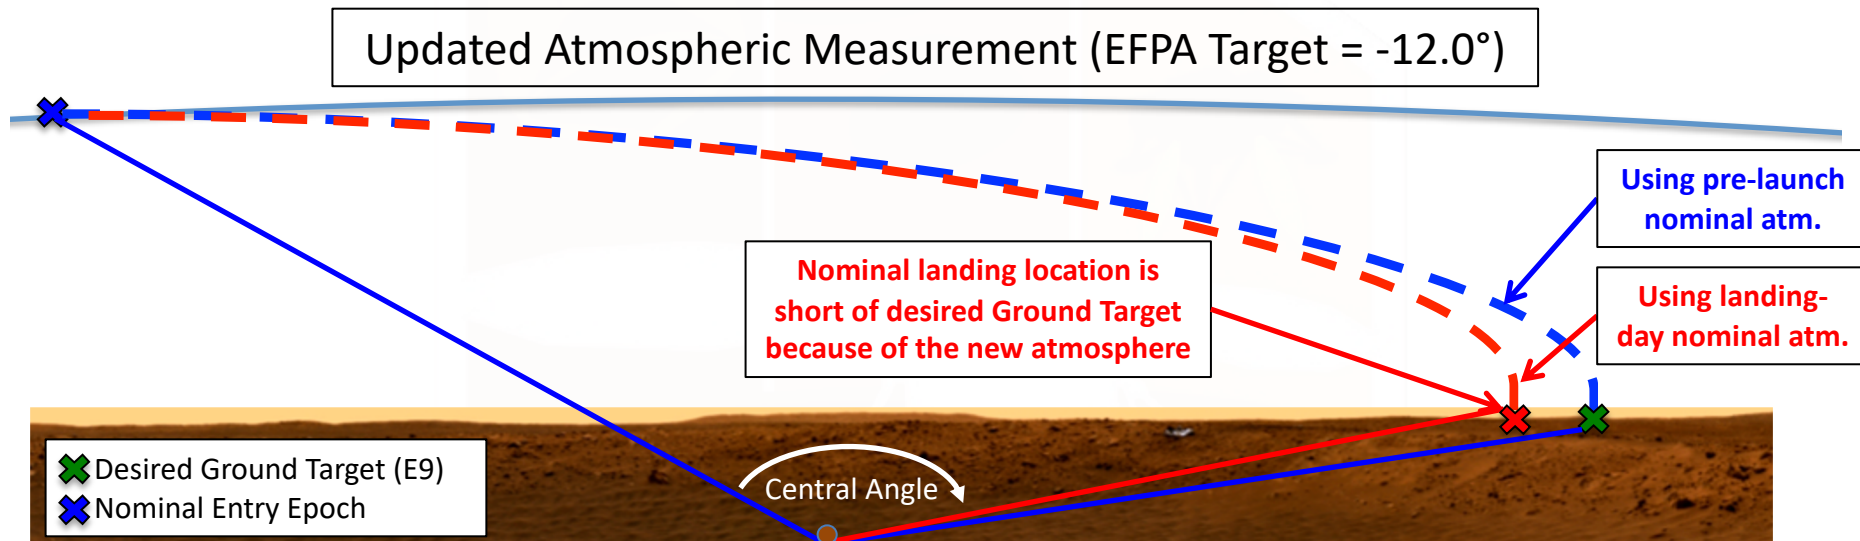 Updated Atmospheric Measurement (EFPA Target = -12.0°)
Using pre-launch
nominal atm.
Nominal landing location is
short of desired Ground Target
because of the new atmosphere
Using landing-
day nominal atm.
Desired Ground Target (E9)
Nominal Entry Epoch
Central Angle